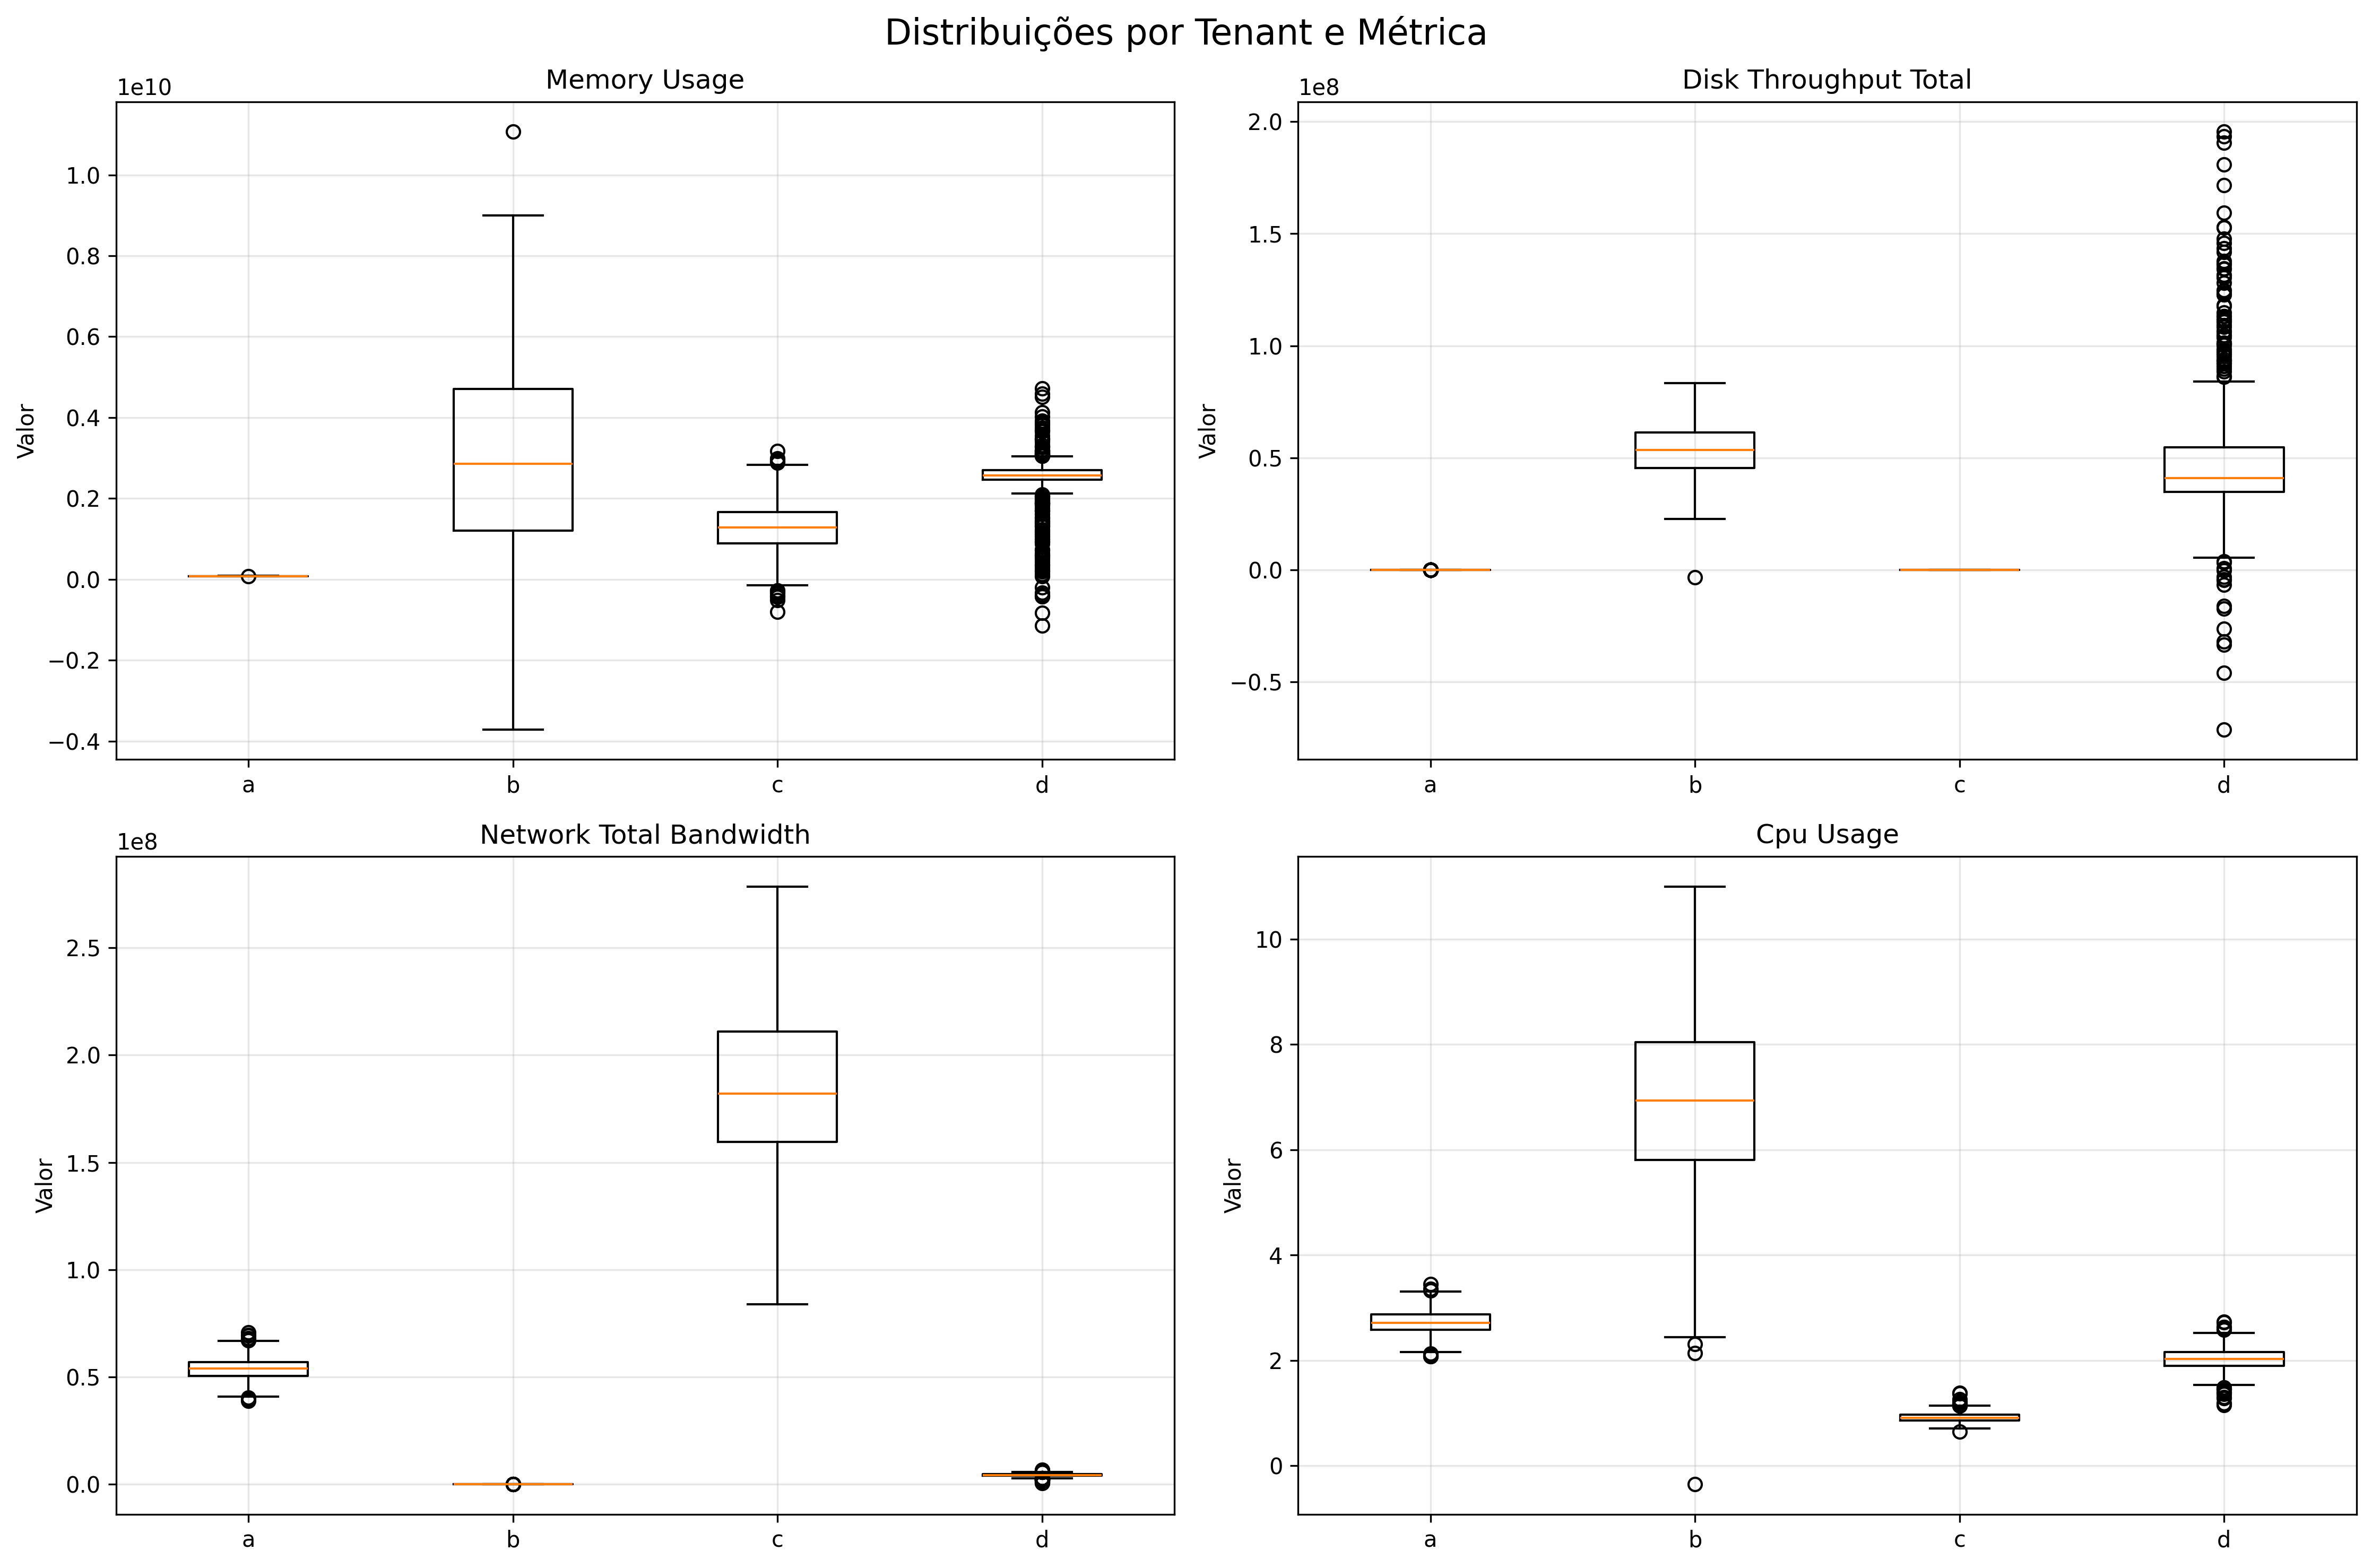 Distribuições por Tenant e Métrica
Memory Usage
1e10
Valor
1.0
0.8
0.6
0.4
0.2
0.0
−0.2
−0.4
a b c d
Disk Throughput Total
1e8
Valor
2.0
1.5
1.0
0.5
0.0
−0.5
a b c d
Network Total Bandwidth
1e8
Valor
2.5
2.0
1.5
1.0
0.5
0.0
a b c d
Cpu Usage
Valor
10
8
6
4
2
0
a b c d